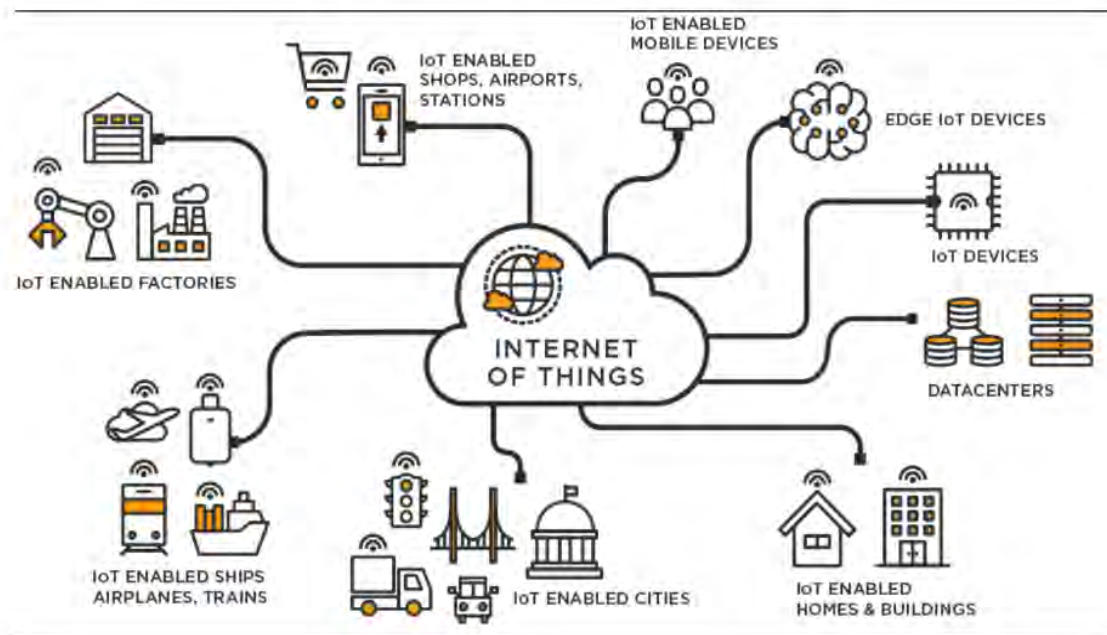 IoT ENABLED
MOBILE DEVICES
IoT ENABLED
SHOPS, AIRPORTS,
STATIONS
EDGE IoT DEVICES
IoT DEVICES
IoT ENABLED FACTORIES
INTERNET
OF THINGS
DATACENTERS
IoT ENABLED SHIPS
AIRPLANES, TRAINS
IoT ENABLED CITIES
IoT ENABLED
HOMES & BUILDINGS